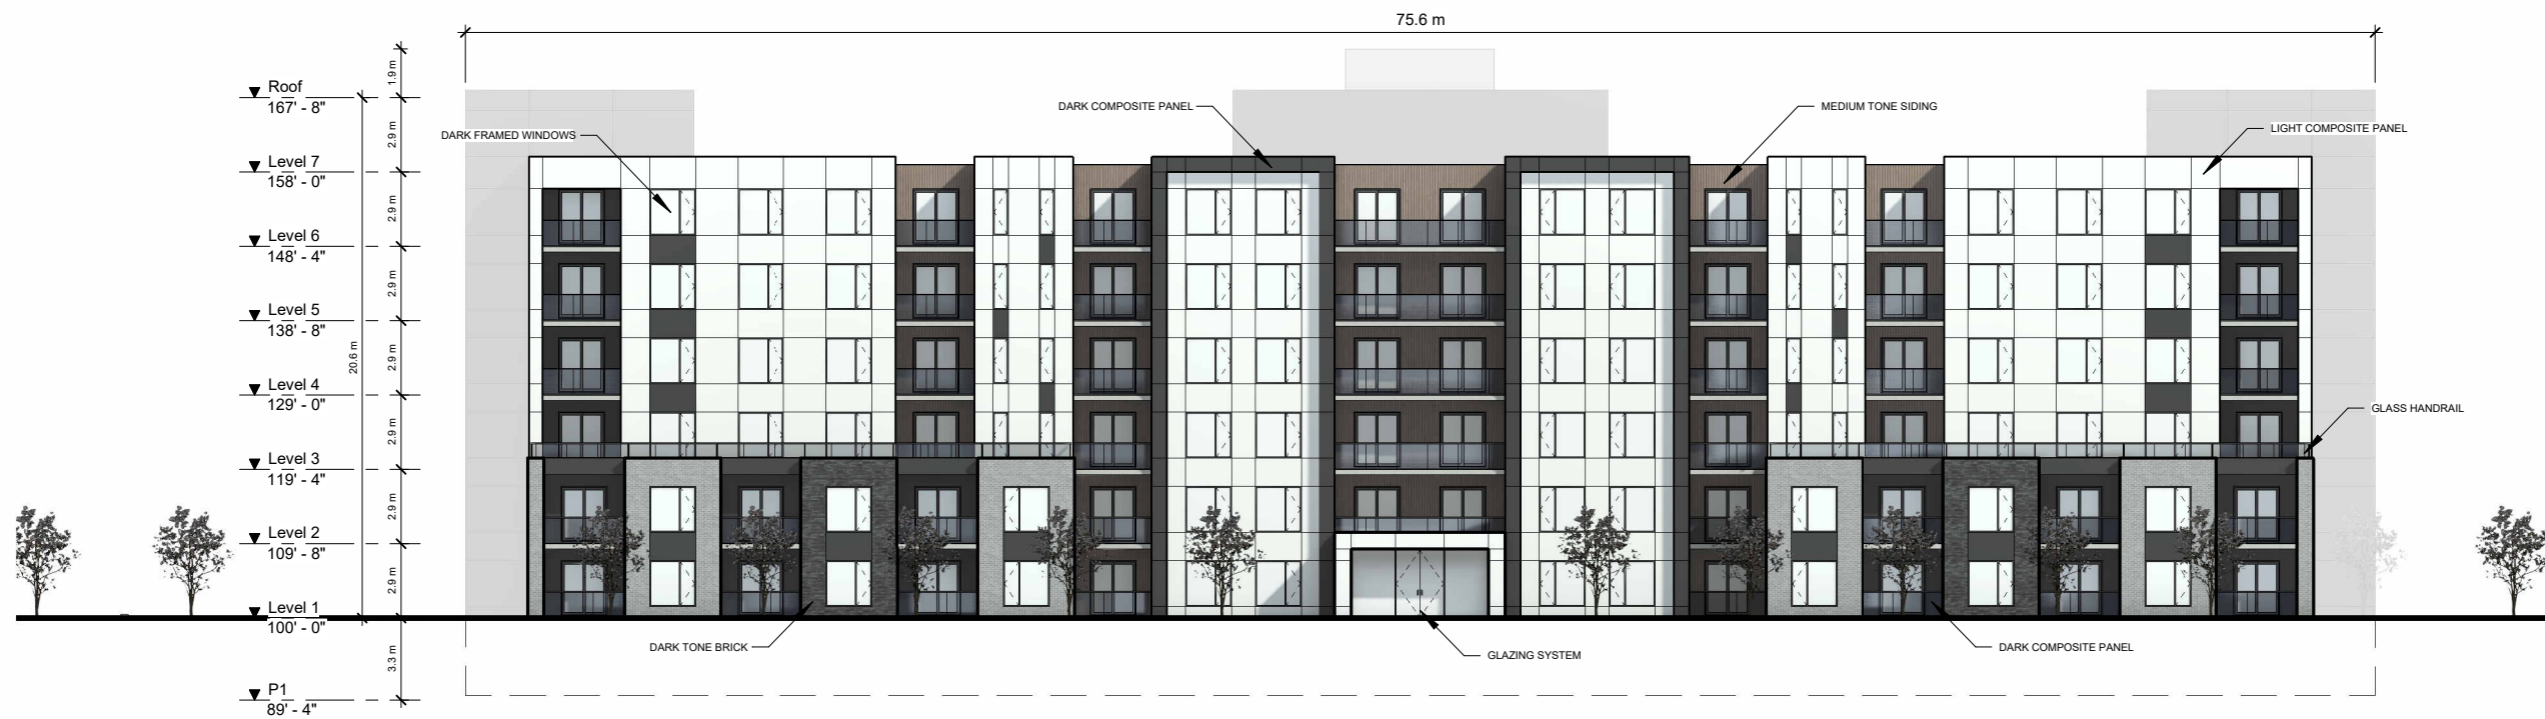 75.6 m
1.9 m
Roof
167' - 8"
2.9 m
DARK COMPOSITE PANEL
MEDIUM TONE SIDING
DARK FRAMED WINDOWS
LIGHT COMPOSITE PANEL
Level 7
158' - 0"
2.9 m
Level 6
148' - 4"
2.9 m
Level 5
138' - 8"
20.6 m
2.9 m
Level 4
129' - 0"
GLASS HANDRAIL
2.9 m
Level 3
119' - 4"
2.9 m
Level 2
109' - 8"
2.9 m
Level 1
100' - 0"
DARK TONE BRICK
GLAZING SYSTEM
DARK COMPOSITE PANEL
3.3 m
P1
89' - 4"